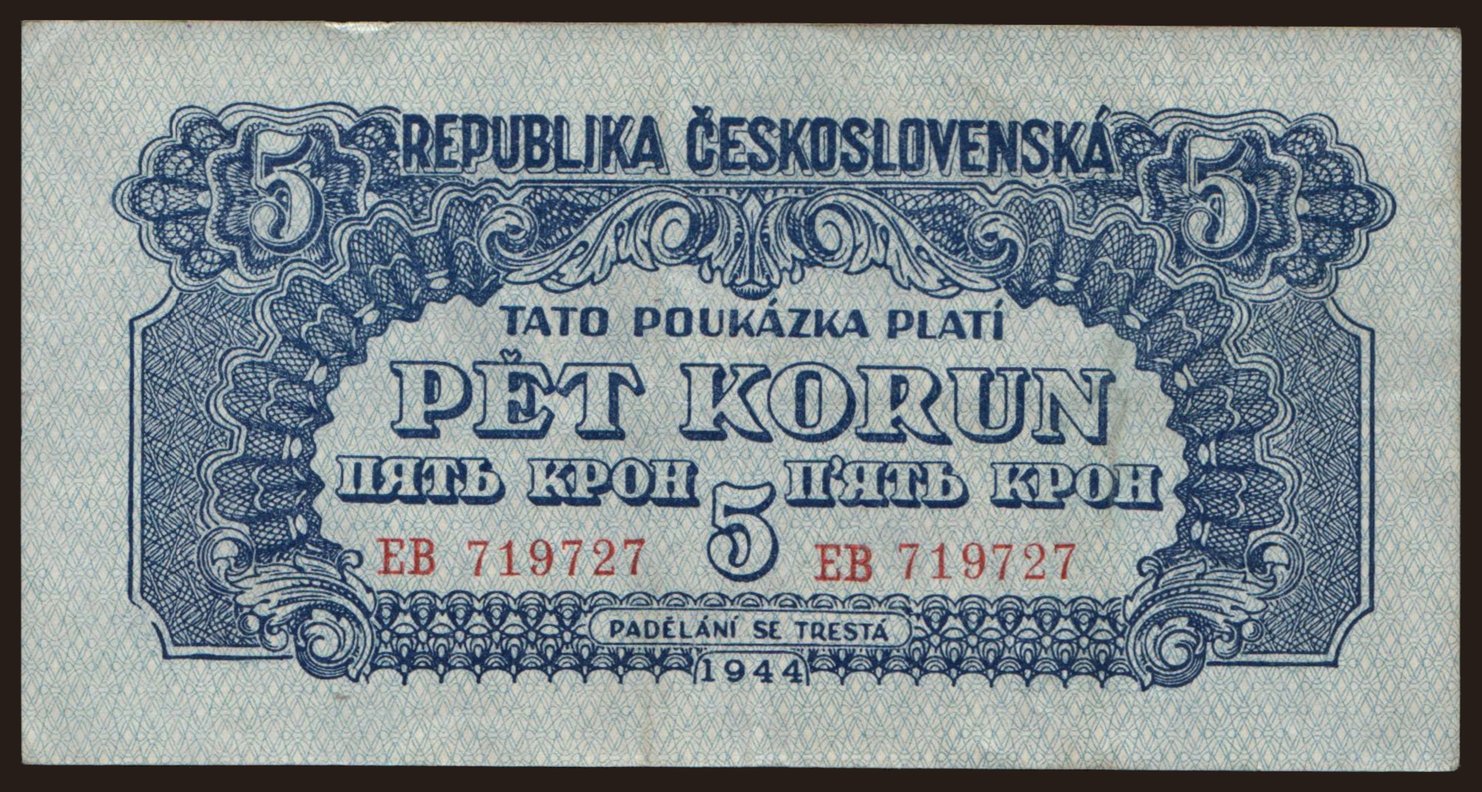 5 REPUBLIKA ČESKOSLOVENSKÁ 5
TATO POUKÁZKA PLATÍ
PĚT KORUN
ПЯТЬ КРОН П'ЯТЬ КРОН
5
EB 719727 EB 719727
PADĚLÁNÍ SE TRESTÁ
1944